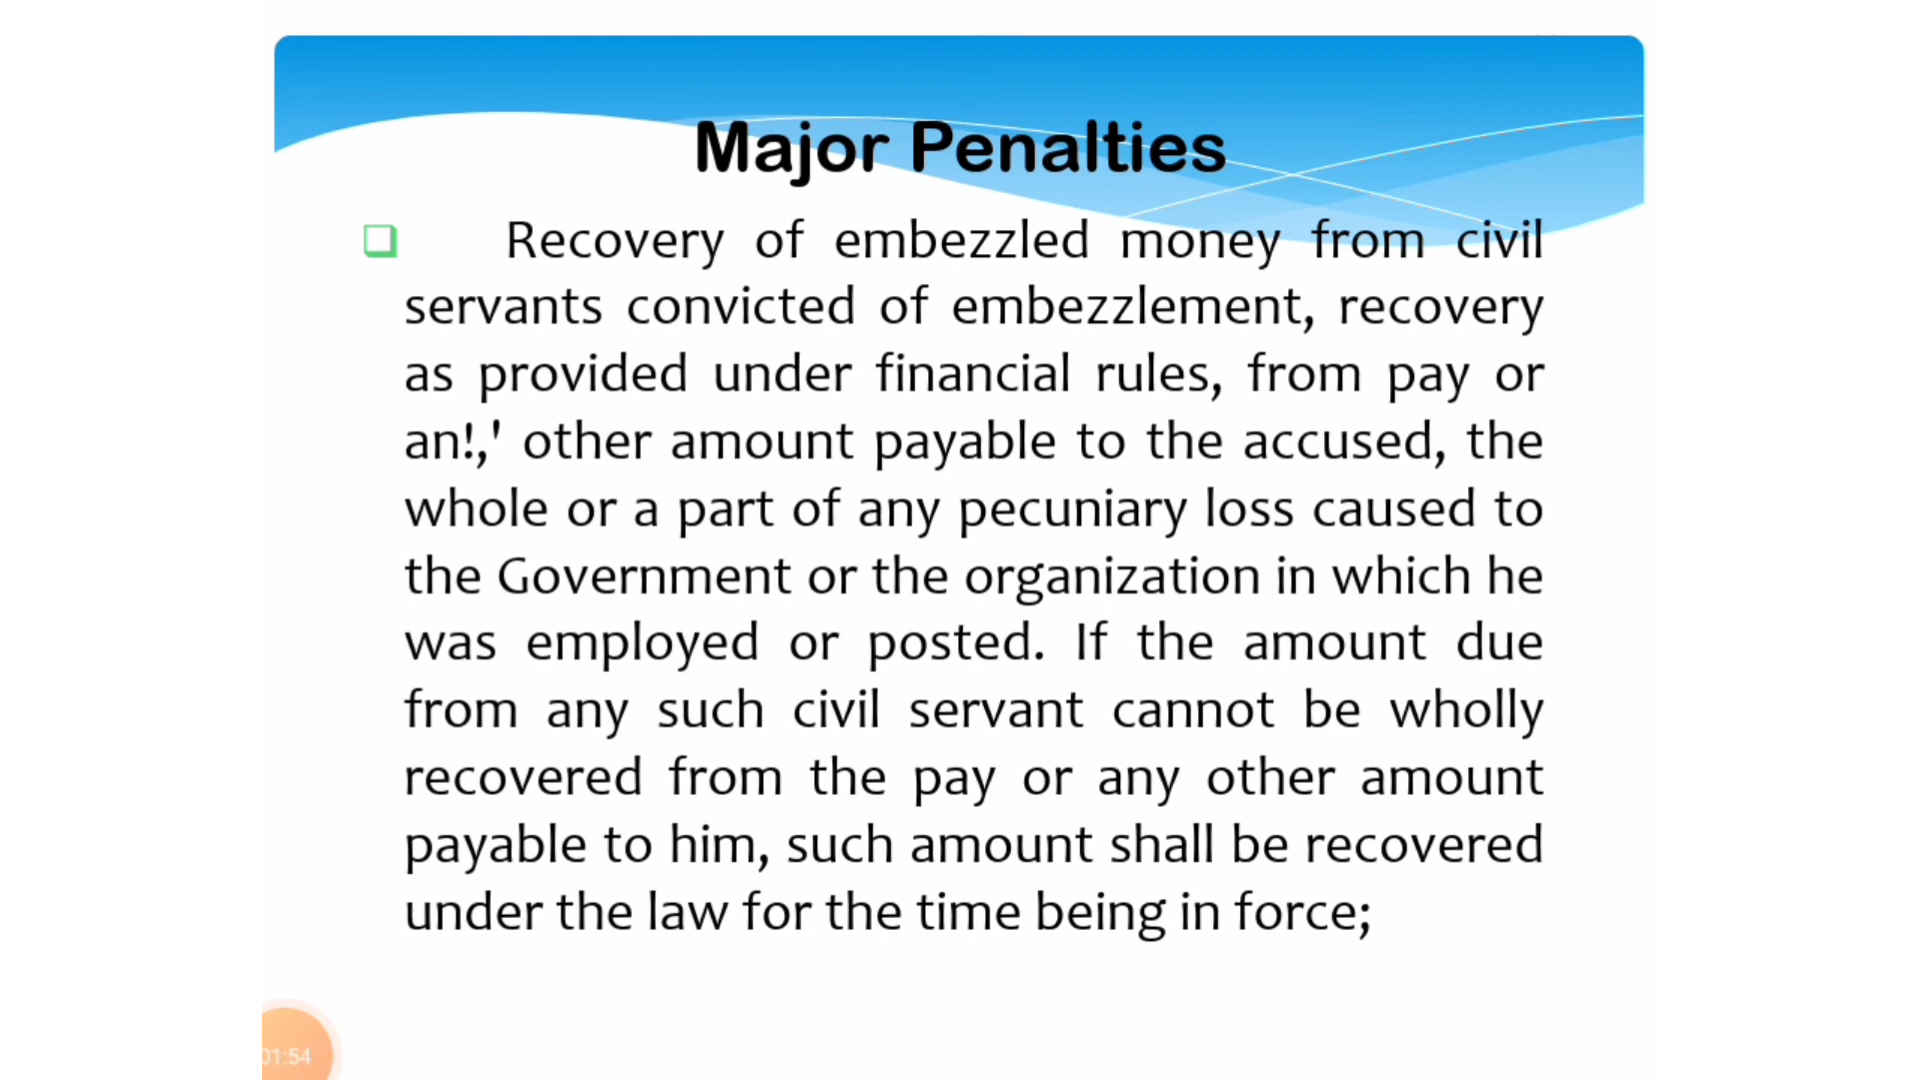 Major Penalties
❑ Recovery of embezzled money from civil
servants convicted of embezzlement, recovery
as provided under financial rules, from pay or
an!,' other amount payable to the accused, the
whole or a part of any pecuniary loss caused to
the Government or the organization in which he
was employed or posted. If the amount due
from any such civil servant cannot be wholly
recovered from the pay or any other amount
payable to him, such amount shall be recovered
under the law for the time being in force;
01:54